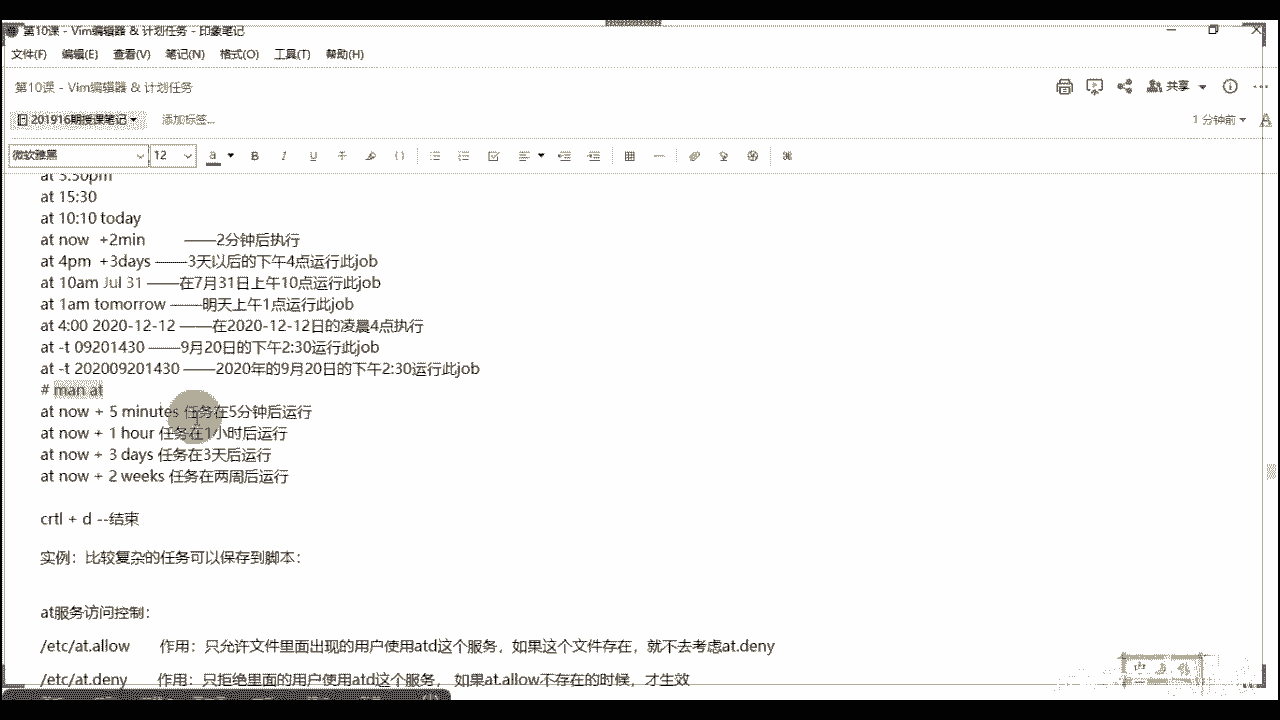 第10课 - Vim编辑器 & 计划任务 - 印象笔记
文件(F) 编辑(E) 查看(V) 笔记(N) 格式(O) 工具(T) 帮助(H)
第10课 - Vim编辑器 & 计划任务
共享
201916期授课笔记
添加标签...
1 分钟前
微软雅黑 12
at 3:30pm
at 15:30
at 10:10 today
at now +2min ——2分钟后执行
at 4pm +3days ——3天以后的下午4点运行此job
at 10am Jul 31 ——在7月31日上午10点运行此job
at 1am tomorrow ——明天上午1点运行此job
at 4:00 2020-12-12 ——在2020-12-12日的凌晨4点执行
at -t 09201430 ——9月20日的下午2:30运行此job
at -t 202009201430 ——2020年的9月20日的下午2:30运行此job
# man at
at now + 5 minutes 任务在5分钟后运行
at now + 1 hour 任务在1小时后运行
at now + 3 days 任务在3天后运行
at now + 2 weeks 任务在两周后运行
crtl + d --结束
实例：比较复杂的任务可以保存到脚本：
at服务访问控制：
/etc/at.allow 作用：只允许文件里面出现的用户使用atd这个服务，如果这个文件存在，就不去考虑at.deny
/etc/at.deny 作用：只拒绝里面的用户使用atd这个服务， 如果at.allow不存在的时候，才生效